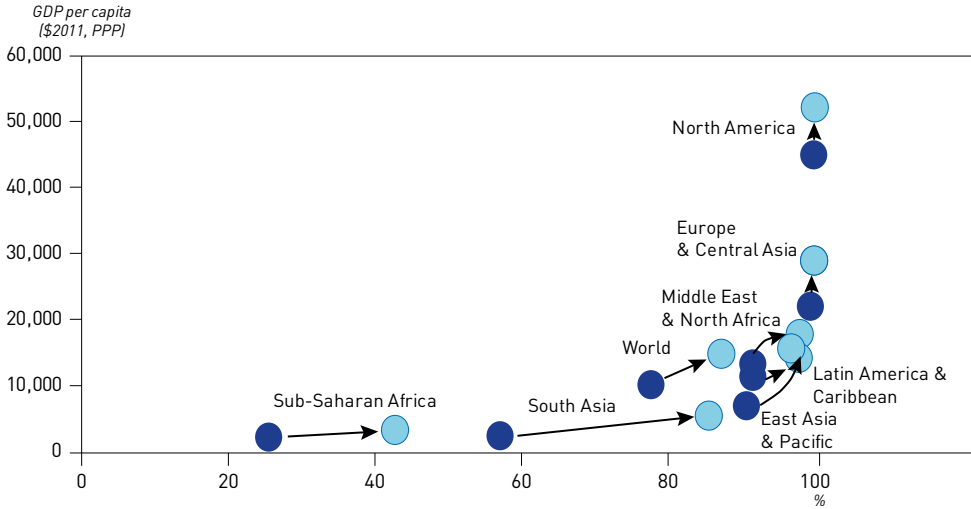 GDP per capita
($2011, PPP)
60,000
50,000
40,000
30,000
20,000
10,000
0
North America
Europe
& Central Asia
Middle East
& North Africa
World
Latin America &
Caribbean
Sub-Saharan Africa
South Asia
East Asia
& Pacific
0
20
40
60
80
100
%